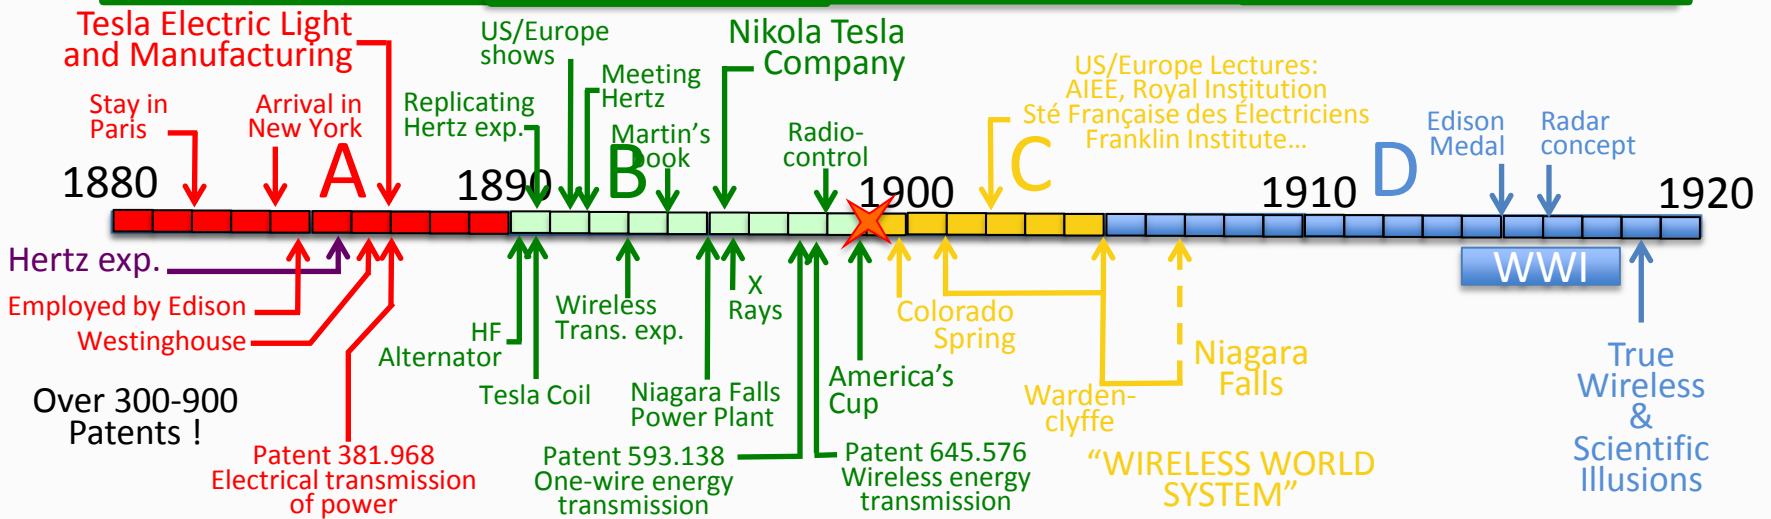 Tesla Electric Light
and Manufacturing
US/Europe
shows
Nikola Tesla
Company
Meeting
Hertz
US/Europe Lectures:
AIEE, Royal Institution
Sté Française des Électriciens
Franklin Institute...
Stay in
Paris
Arrival in
New York
Replicating
Hertz exp.
Martin's
book
Radio-
control
Edison
Medal
Radar
concept
A
B
C
D
1880
1890
1900
1910
1920
Hertz exp.
WWI
Employed by Edison
Westinghouse
HF
Alternator
Wireless
Trans. exp.
X
Rays
Colorado
Spring
Tesla Coil
Niagara Falls
Power Plant
America's
Cup
Warden-
clyffe
Niagara
Falls
True
Wireless
&
Scientific
Illusions
Over 300-900
Patents !
Patent 381.968
Electrical transmission
of power
Patent 593.138
One-wire energy
transmission
Patent 645.576
Wireless energy
transmission
“WIRELESS WORLD
SYSTEM”